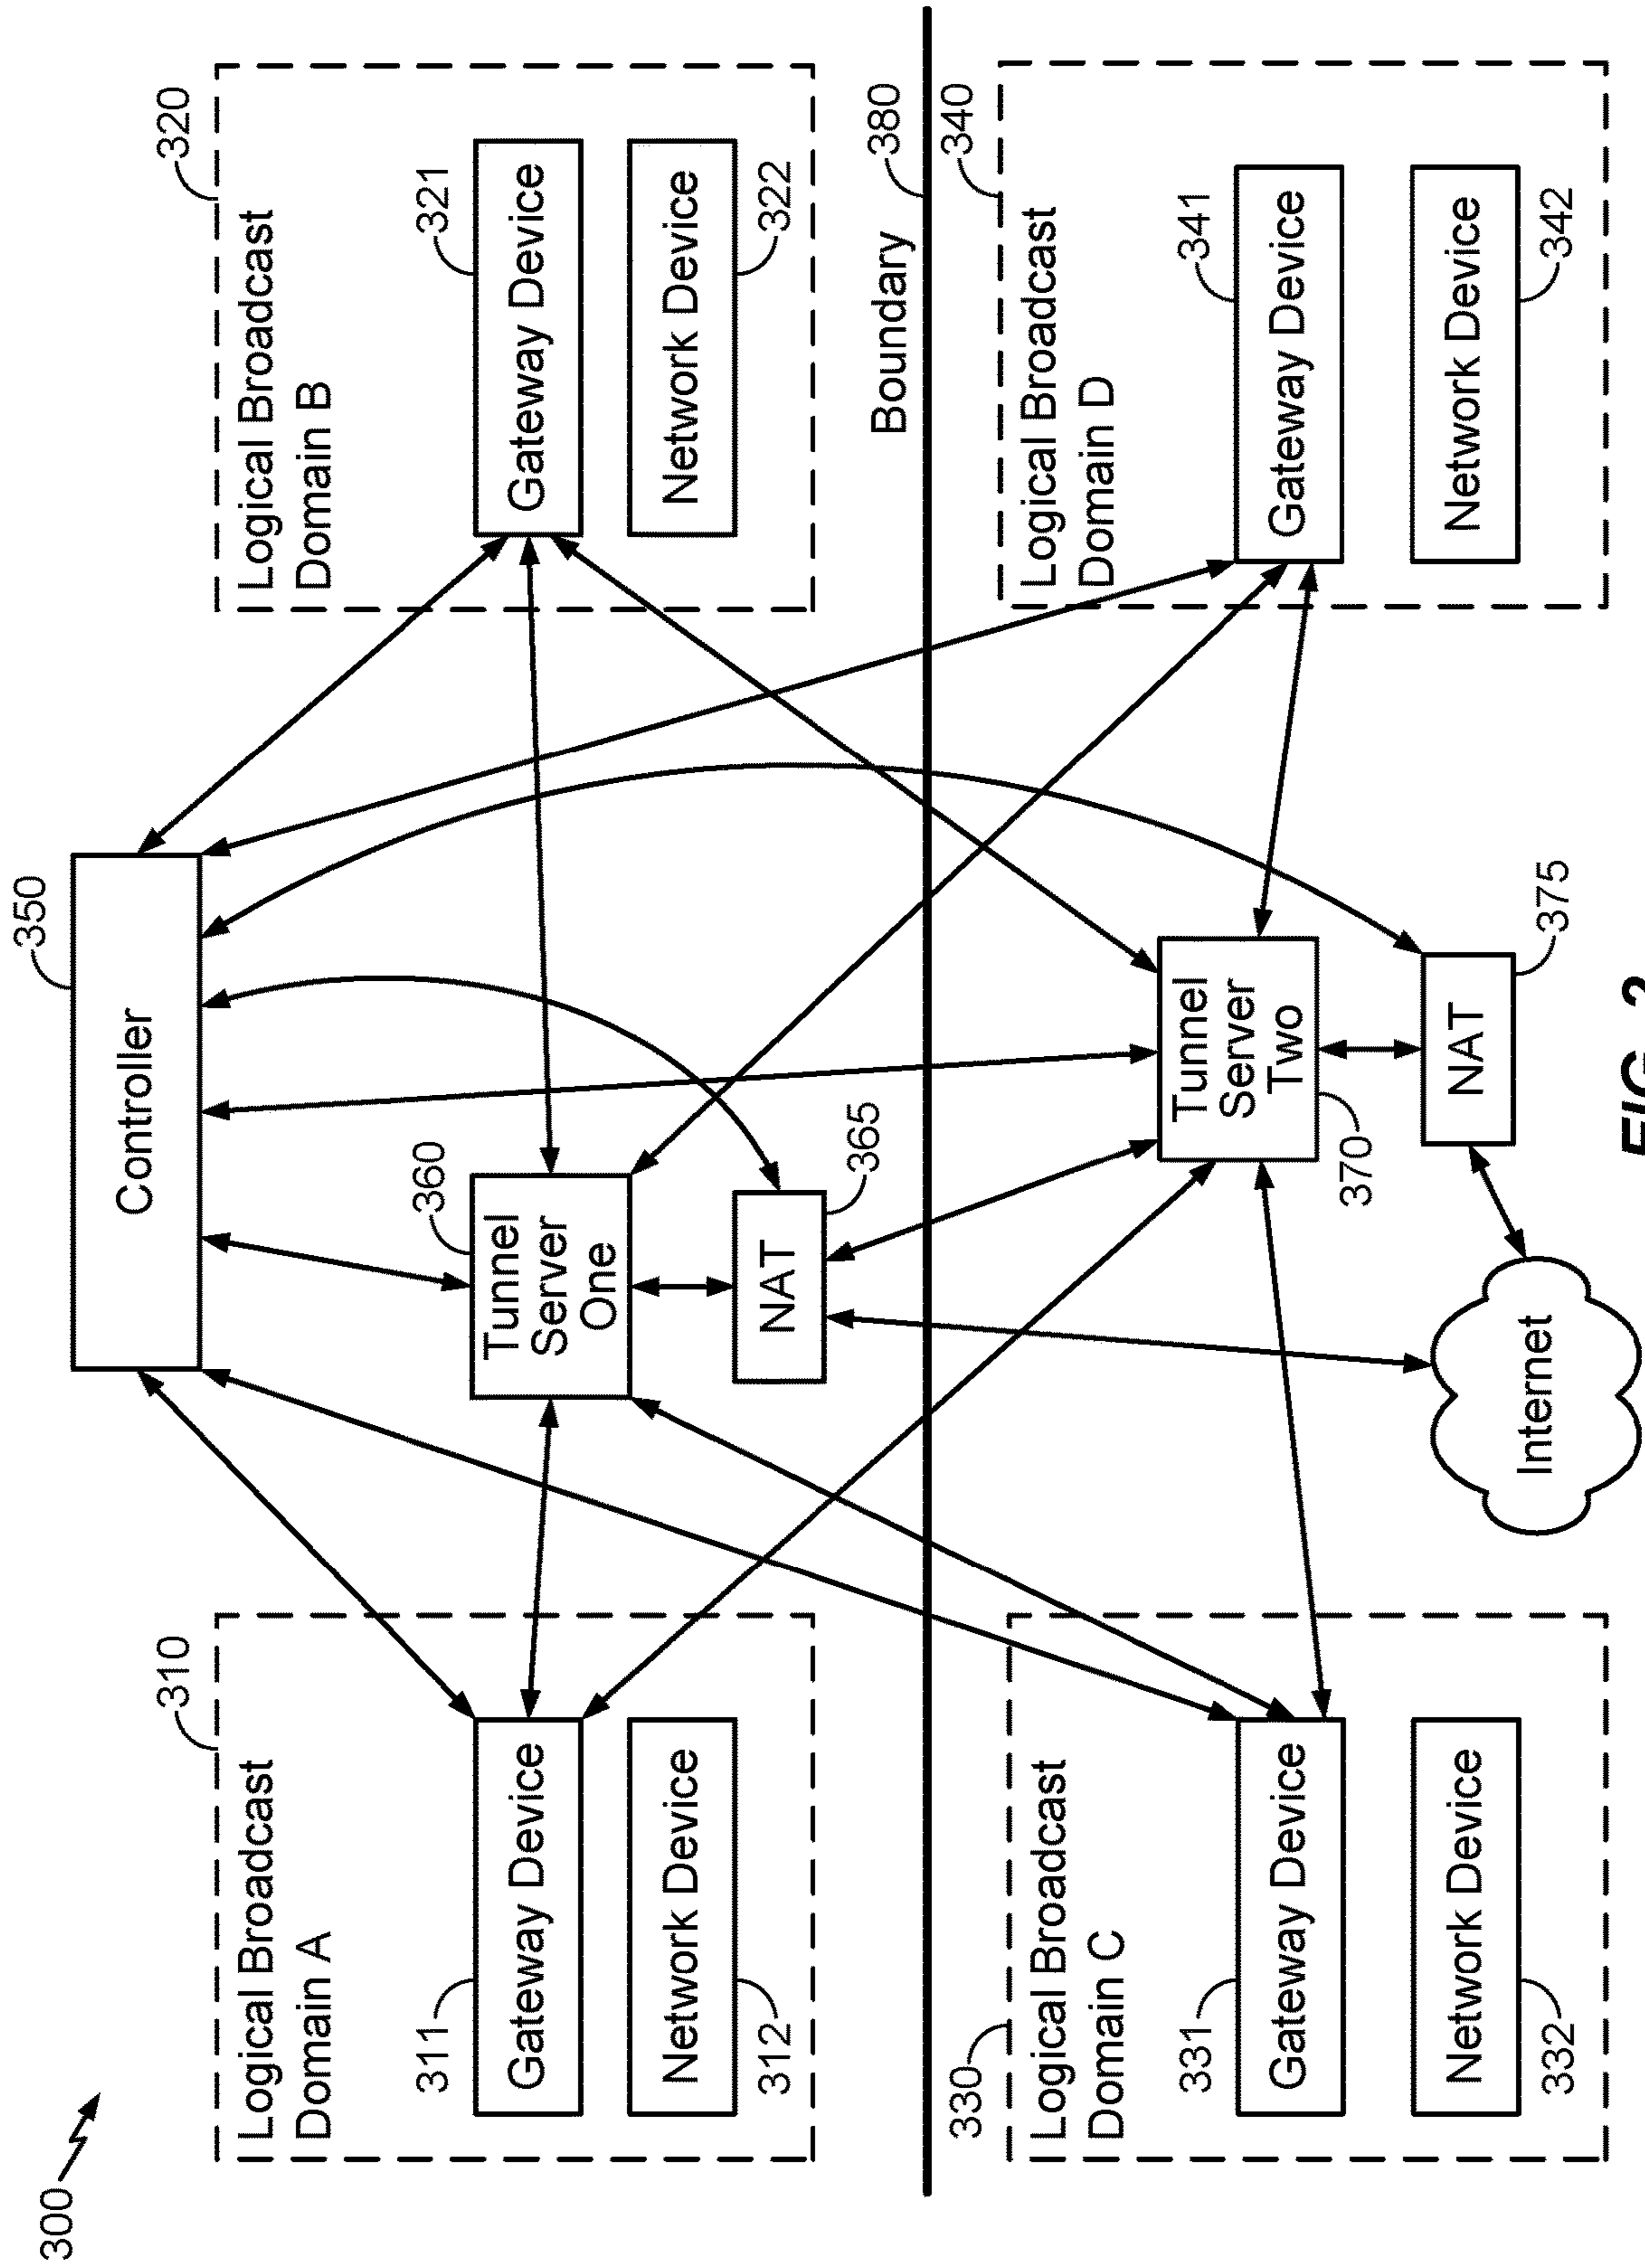 300
350
Controller
310
Logical Broadcast
Domain A
311
Gateway Device
Network Device
312
360
Tunnel
Server
One
NAT
365
320
Logical Broadcast
Domain B
321
Gateway Device
Network Device
322
Boundary
380
330
Logical Broadcast
Domain C
331
Gateway Device
Network Device
332
Tunnel
Server
Two
370
NAT
375
Internet
340
Logical Broadcast
Domain D
341
Gateway Device
Network Device
342
FIG.